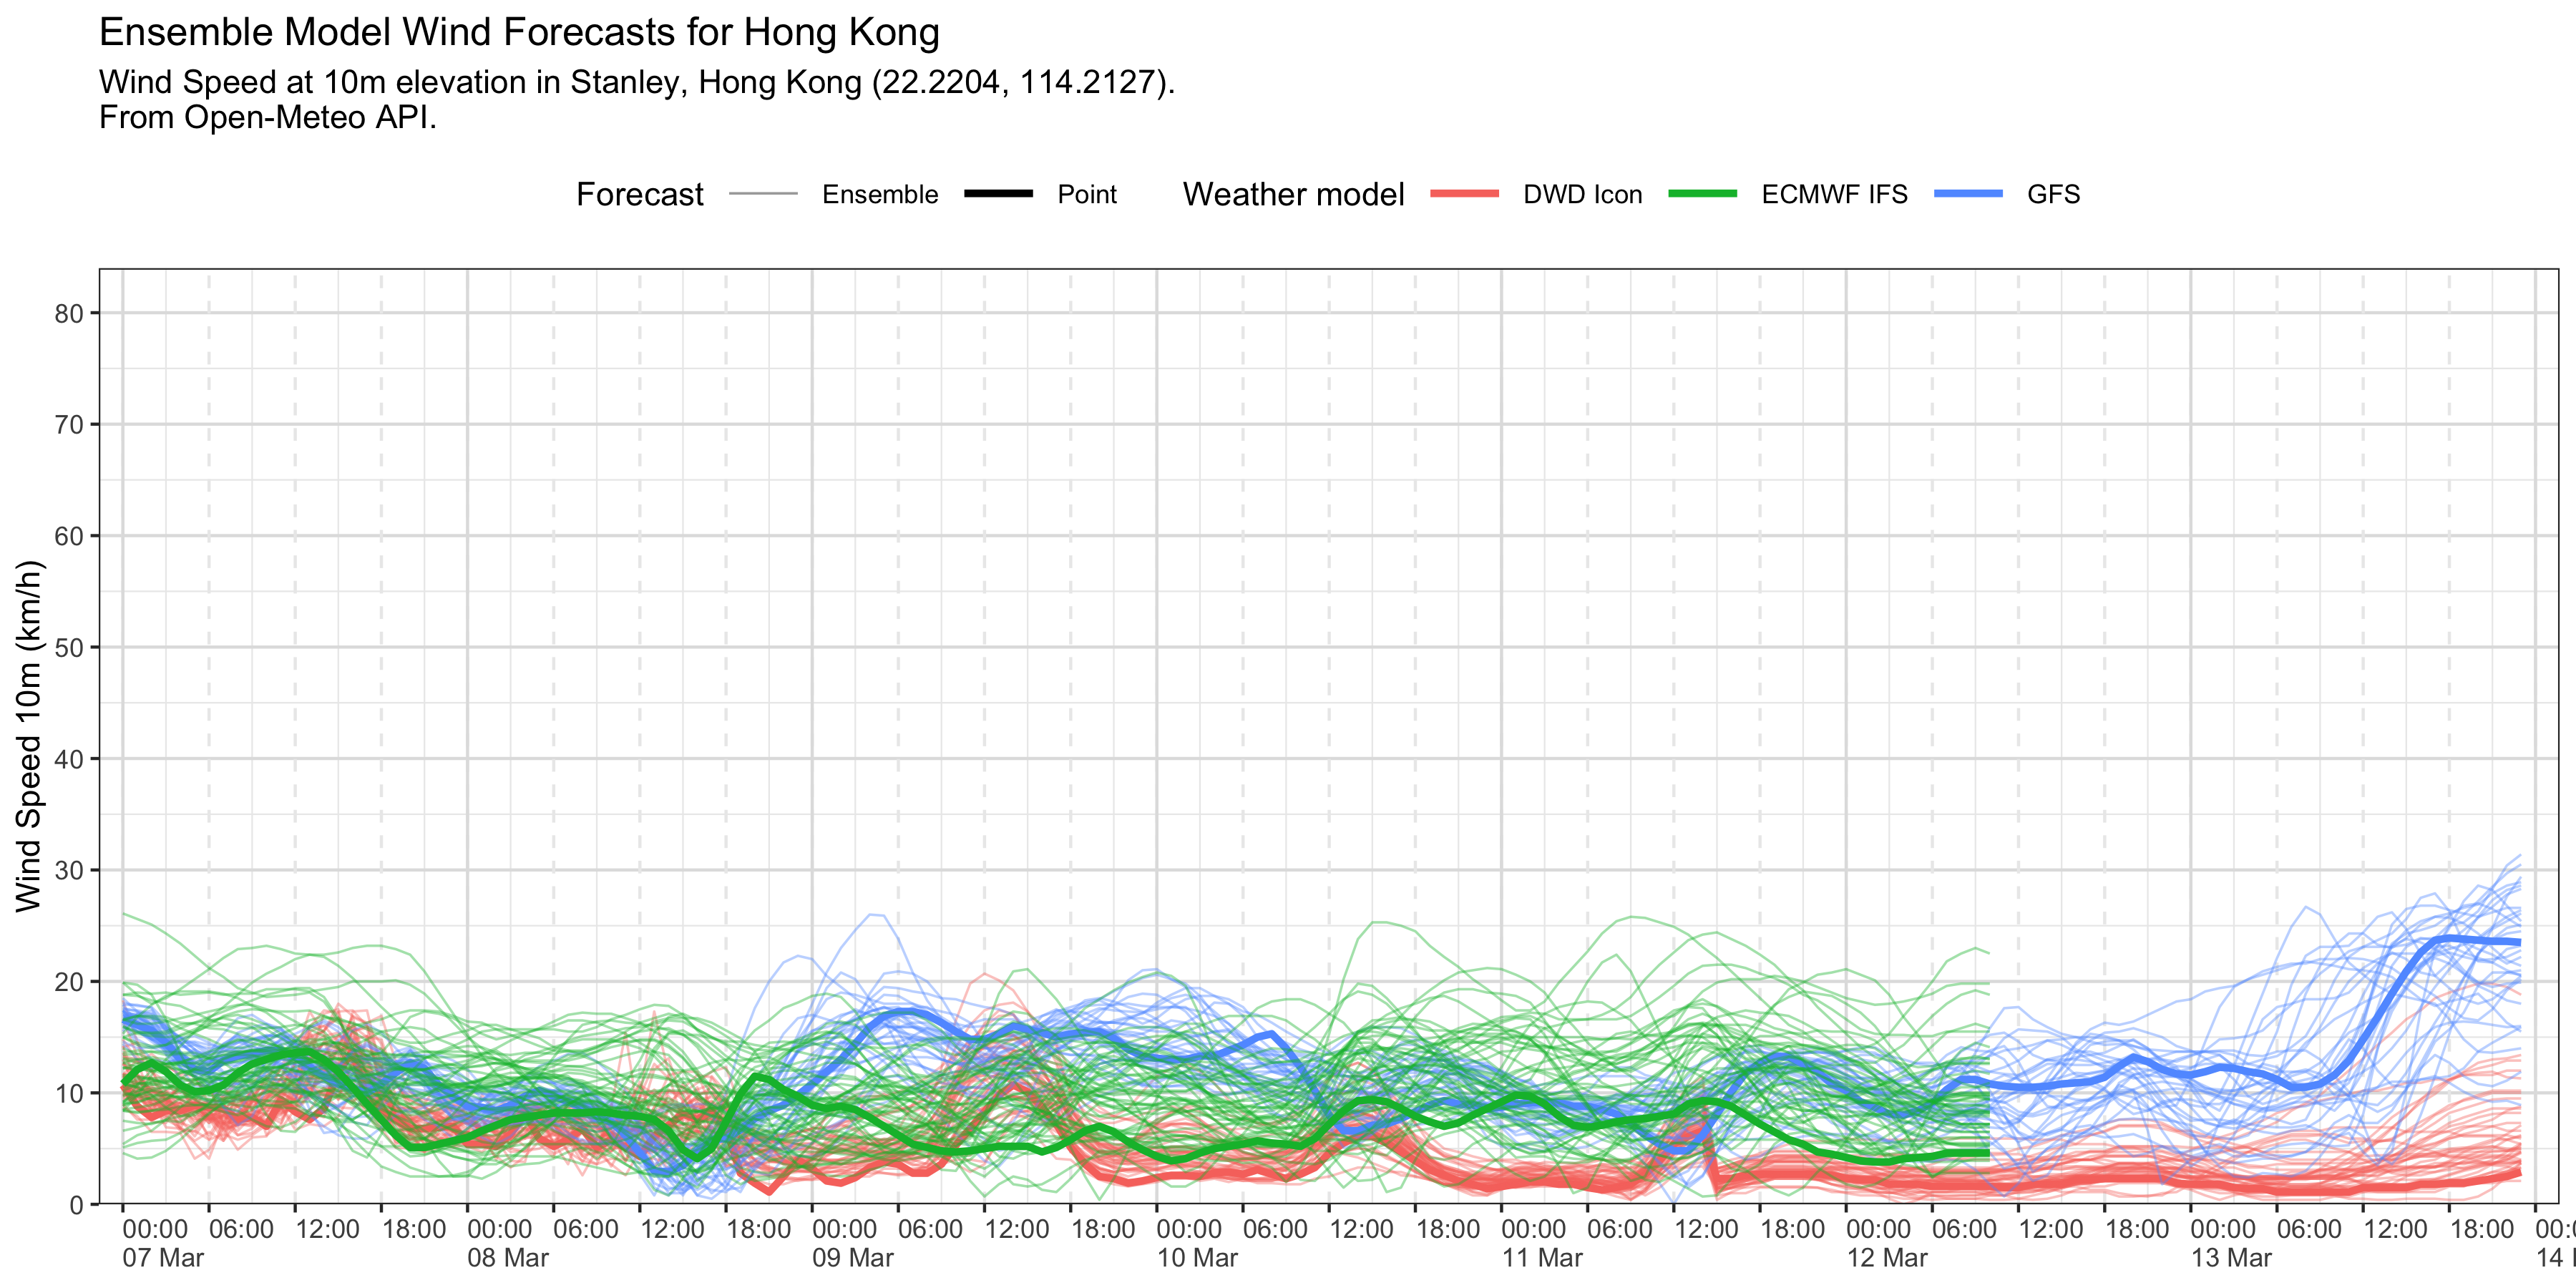 Ensemble Model Wind Forecasts for Hong Kong
Wind Speed at 10m elevation in Stanley, Hong Kong (22.2204, 114.2127).
From Open-Meteo API.
Forecast Ensemble Point Weather model DWD Icon ECMWF IFS GFS
Wind Speed 10m (km/h)
80
70
60
50
40
30
20
10
0
00:00 06:00 12:00 18:00 00:00 06:00 12:00 18:00 00:00 06:00 12:00 18:00 00:00 06:00 12:00 18:00 00:00 06:00 12:00 18:00 00:00 06:00 12:00 18:00 00:00 06:00 12:00 18:00 00:
07 Mar 08 Mar 09 Mar 10 Mar 11 Mar 12 Mar 13 Mar 14